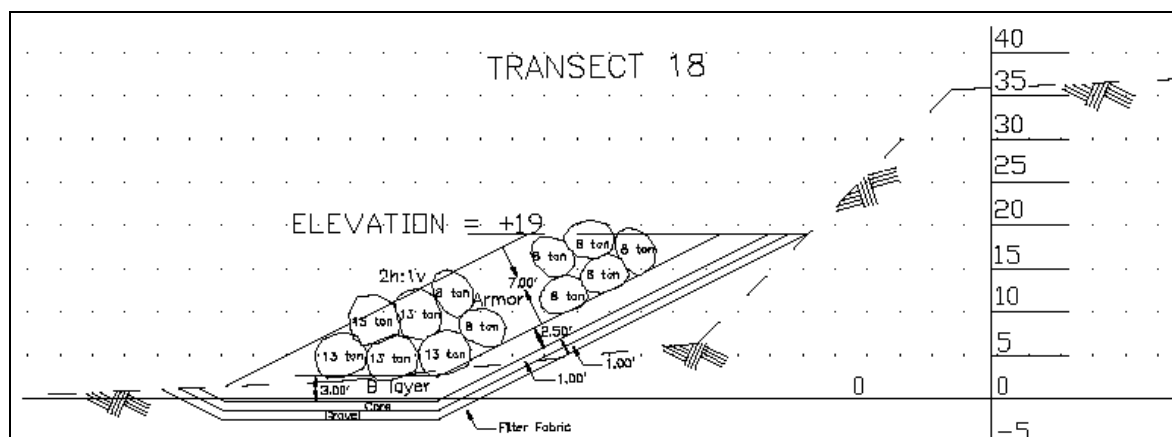 TRANSECT 18
40
35
30
25
20
15
10
5
0
0
-5
ELEVATION = +19
2h:1v
8 ton
8 ton
8 ton
8 ton
8 ton
8 ton
7.00'
Armor
8 ton
13 ton
13 ton
13 ton
13 ton
13 ton
2.50'
1.00'
1.00'
3.00'
B layer
Core
Gravel
Filter Fabric